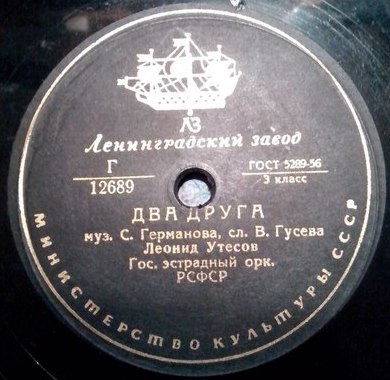 ЛЗ
Ленинградский завод
Г
12689
ГОСТ 5289-56
3 класс
ДВА ДРУГА
муз. С. Германова, сл. В. Гусева
Леонид Утесов
Гос. эстрадный орк.
РСФСР
МИНИСТЕРСТВО КУЛЬТУРЫ СССР